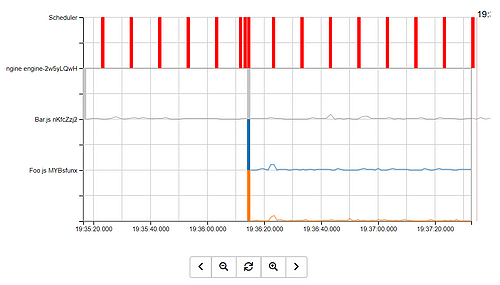 Scheduler
19:
ngine engine-2w5yLQwH
Bar.js nKfcZzj2
Foo.js MYBsfunx
19:35:20.000 19:35:40.000 19:36:00.000 19:36:20.000 19:36:40.000 19:37:00.000 19:37:20.000